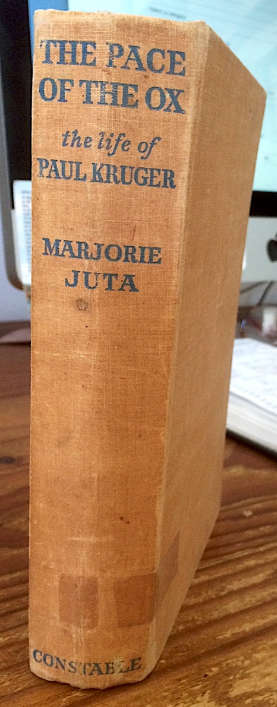 THE PACE
OF THE OX
the life of
PAUL KRUGER
MARJORIE
JUTA
CONSTABLE